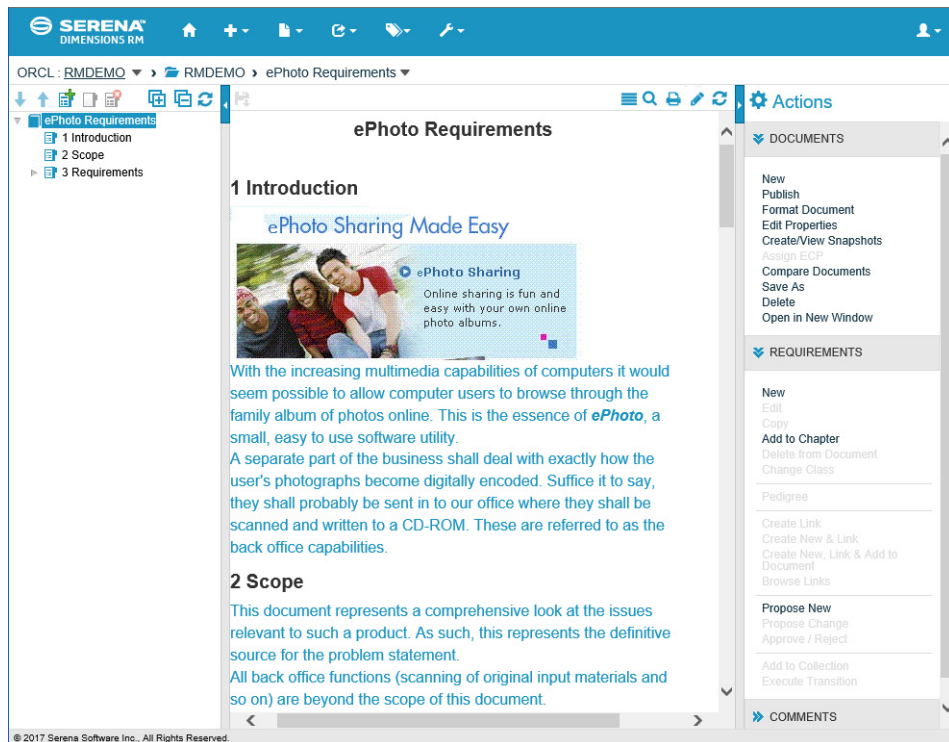 SERENA™
DIMENSIONS RM
ORCL : RMDEMO › RMDEMO › ePhoto Requirements
ePhoto Requirements
1 Introduction
2 Scope
3 Requirements
ePhoto Requirements
1 Introduction
ePhoto Sharing Made Easy
ePhoto Sharing
Online sharing is fun and
easy with your own online
photo albums.
With the increasing multimedia capabilities of computers it would
seem possible to allow computer users to browse through the
family album of photos online. This is the essence of ePhoto, a
small, easy to use software utility.
A separate part of the business shall deal with exactly how the
user's photographs become digitally encoded. Suffice it to say,
they shall probably be sent in to our office where they shall be
scanned and written to a CD-ROM. These are referred to as the
back office capabilities.
2 Scope
This document represents a comprehensive look at the issues
relevant to such a product. As such, this represents the definitive
source for the problem statement.
All back office functions (scanning of original input materials and
so on) are beyond the scope of this document.
Actions
DOCUMENTS
New
Publish
Format Document
Edit Properties
Create/View Snapshots
Assign ECP
Compare Documents
Save As
Delete
Open in New Window
REQUIREMENTS
New
Edit
Copy
Add to Chapter
Delete from Document
Change Class
Pedigree
Create Link
Create New & Link
Create New, Link & Add to
Document
Browse Links
Propose New
Propose Change
Approve / Reject
Add to Collection
Execute Transition
COMMENTS
© 2017 Serena Software Inc., All Rights Reserved.